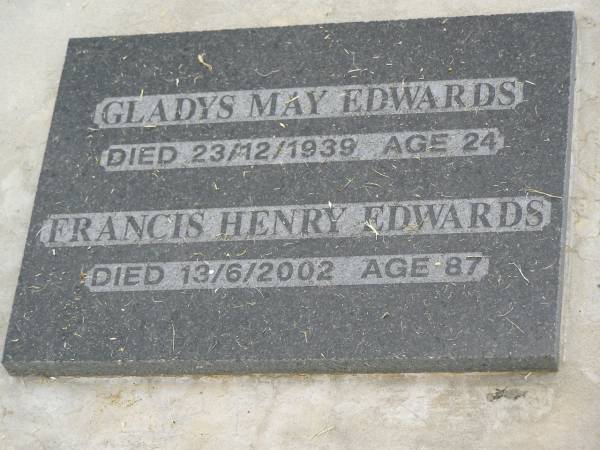 GLADYS MAY EDWARDS
DIED 23/12/1939 AGE 24
FRANCIS HENRY EDWARDS
DIED 13/6/2002 AGE 87